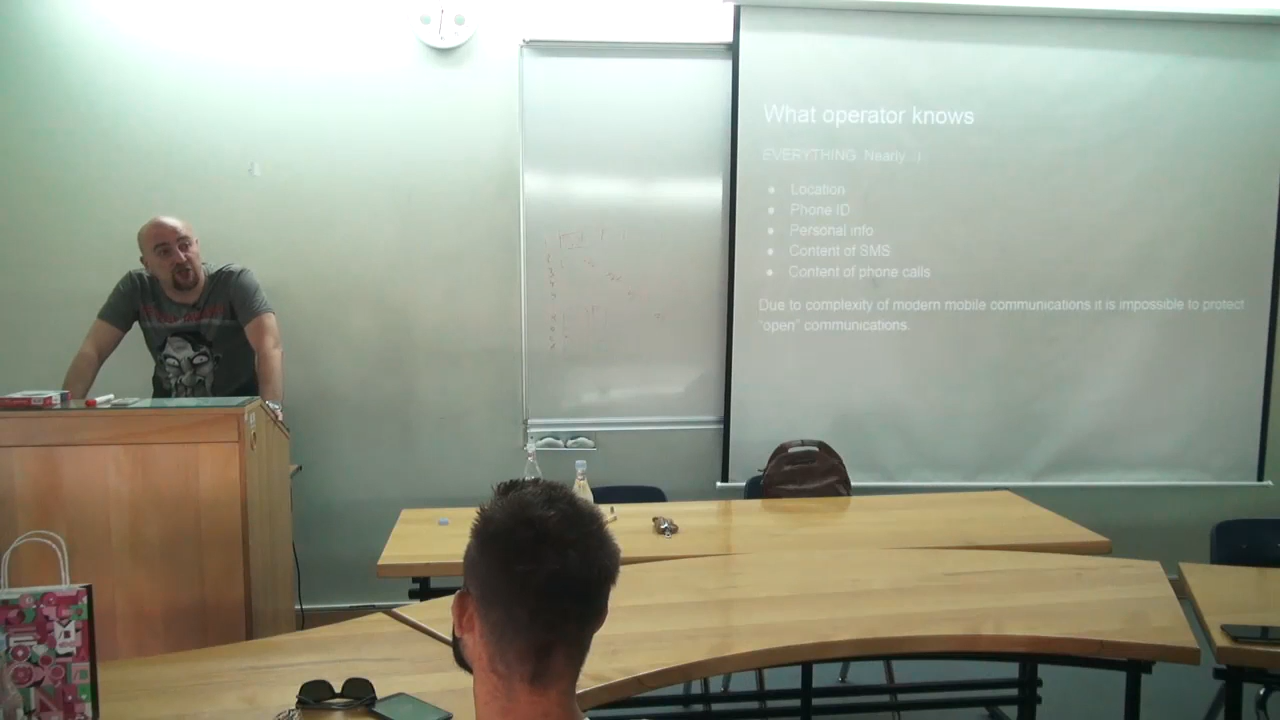 What operator knows
EVERYTHING. Nearly...
● Location
● Phone ID
● Personal info
● Content of SMS
● Content of phone calls
Due to complexity of modern mobile communications it is impossible to protect
"open" communications.